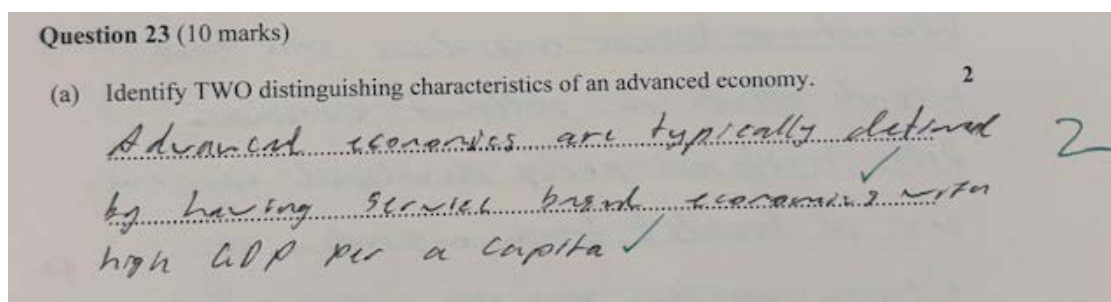 Question 23 (10 marks)
(a) Identify TWO distinguishing characteristics of an advanced economy. 2
Advanced economies are typically defined 2
by having service based economies with
high GDP per a capita